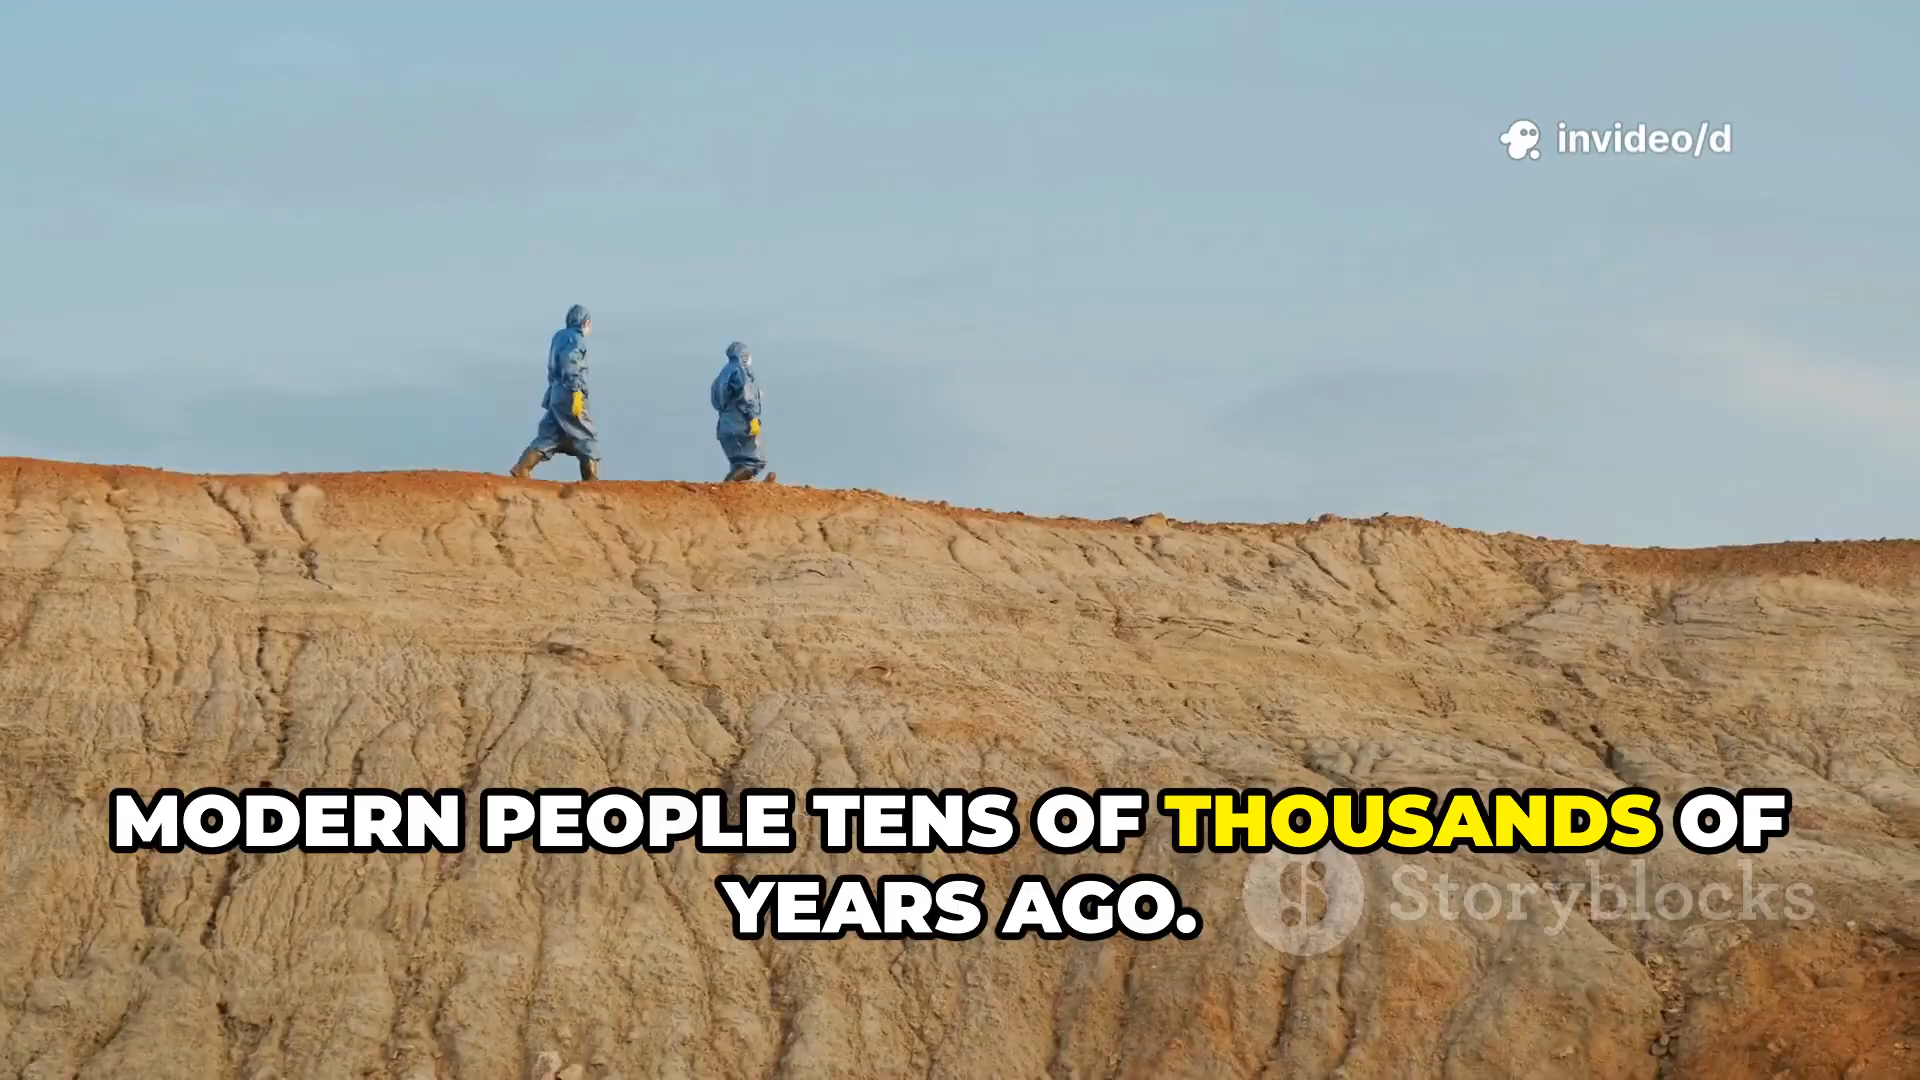 invideo/d
MODERN PEOPLE TENS OF THOUSANDS OF
YEARS AGO.
Storyblocks